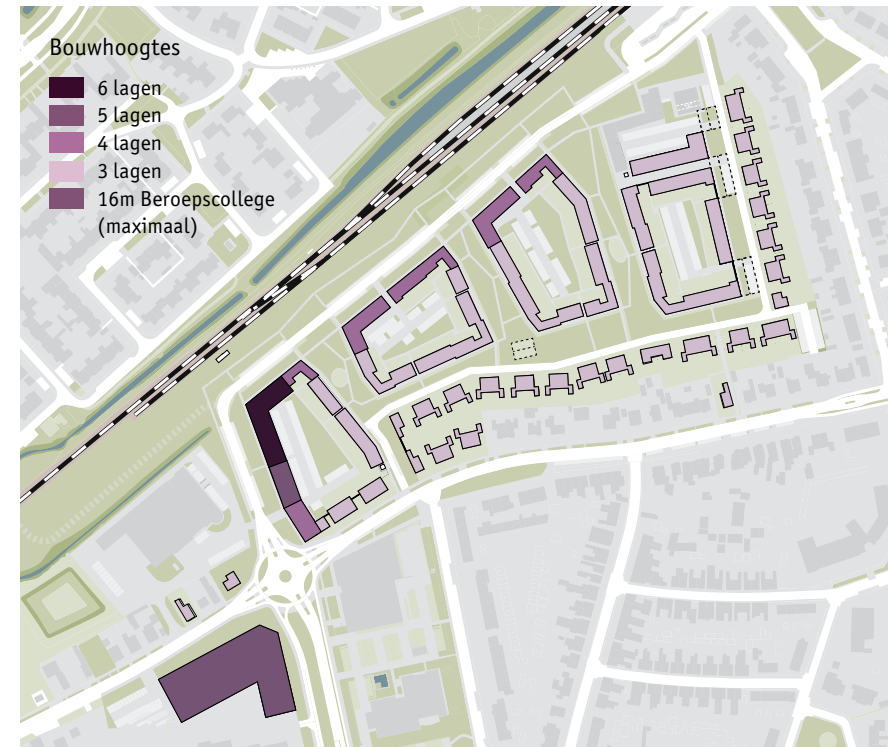 Bouwhoogtes
6 lagen
5 lagen
4 lagen
3 lagen
16m Beroepscollege
(maximaal)